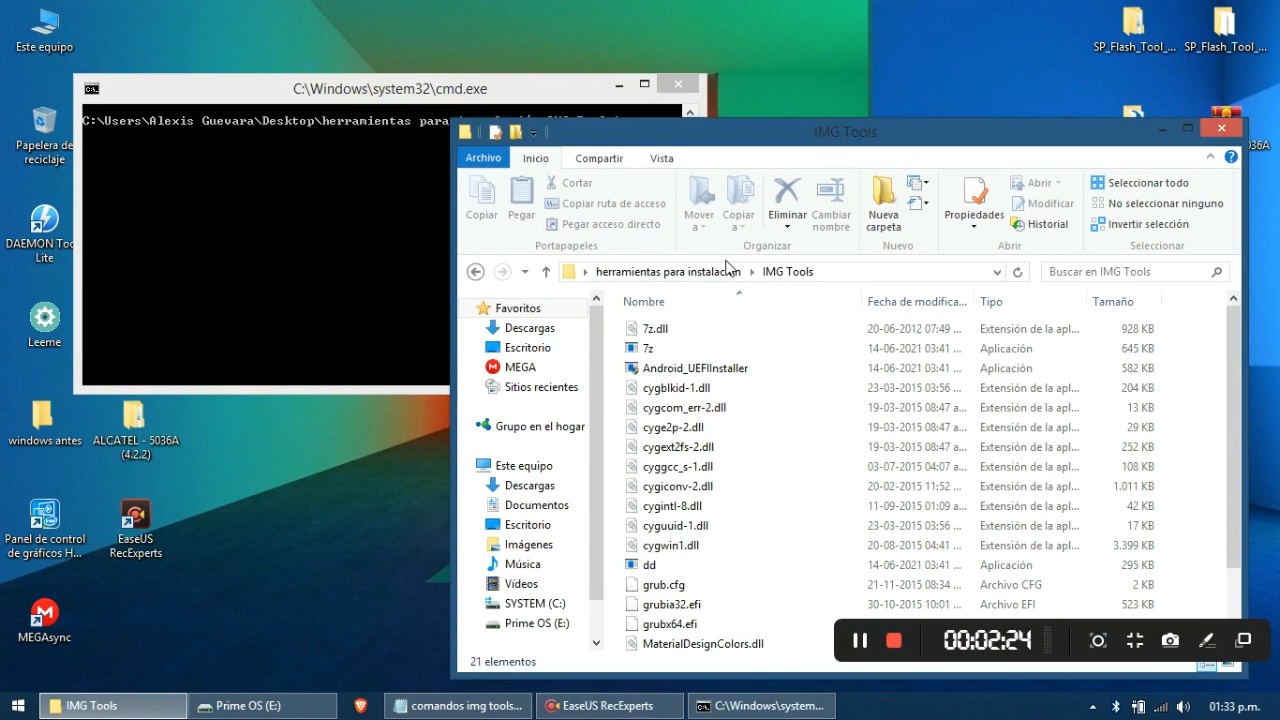 Este equipo
Papelera de
reciclaje
DAEMON Too
Lite
Leeme
windows antes
ALCATEL - 5036A
(4.2.2)
Panel de control
de gráficos H...
EaseUS
RecExperts
MEGAsync
SP_Flash_Tool_...
SP_Flash_Tool_...
036A
C:\Windows\system32\cmd.exe
C:\Users\Alexis Guevara\Desktop\herramientas para
IMG Tools
Archivo
Inicio
Compartir
Vista
Copiar
Pegar
Cortar
Copiar ruta de acceso
Pegar acceso directo
Portapapeles
Mover
a
Copiar
a
Eliminar
Cambiar
nombre
Organizar
Nueva
carpeta
Nuevo
Propiedades
Abrir
Modificar
Historial
Abrir
Seleccionar todo
No seleccionar ninguno
Invertir selección
Seleccionar
herramientas para instalación
IMG Tools
Buscar en IMG Tools
Favoritos
Descargas
Escritorio
MEGA
Sitios recientes
Grupo en el hogar
Este equipo
Descargas
Documentos
Escritorio
Imágenes
Música
Vídeos
SYSTEM (C:)
Prime OS (E:)
Nombre Fecha de modifica... Tipo Tamaño
7z.dll 20-06-2012 07:49 ... Extensión de la apl... 928 KB
7z 14-06-2021 03:41 ... Aplicación 645 KB
Android_UEFIInstaller 14-06-2021 03:41 ... Aplicación 582 KB
cygblkid-1.dll 23-03-2015 03:56 ... Extensión de la apl... 204 KB
cygcom_err-2.dll 19-03-2015 08:47 a... Extensión de la apl... 13 KB
cyge2p-2.dll 19-03-2015 08:47 a... Extensión de la apl... 29 KB
cygext2fs-2.dll 19-03-2015 08:47 a... Extensión de la apl... 252 KB
cyggcc_s-1.dll 03-07-2015 04:07 a... Extensión de la apl... 108 KB
cygiconv-2.dll 20-02-2015 11:52 ... Extensión de la apl... 1.011 KB
cygintl-8.dll 11-09-2015 01:09 a... Extensión de la apl... 42 KB
cyguuid-1.dll 23-03-2015 03:56 ... Extensión de la apl... 17 KB
cygwin1.dll 20-08-2015 04:41 ... Extensión de la apl... 3.399 KB
dd 14-06-2021 03:41 ... Aplicación 295 KB
grub.cfg 21-11-2015 08:34 ... Archivo CFG 2 KB
grubia32.efi 30-10-2015 10:01 ... Archivo EFI 523 KB
grubx64.efi
MaterialDesignColors.dll
21 elementos
00:02:24
IMG Tools
Prime OS (E:)
comandos img tools...
EaseUS RecExperts
C:\Windows\system...
01:33 p.m.